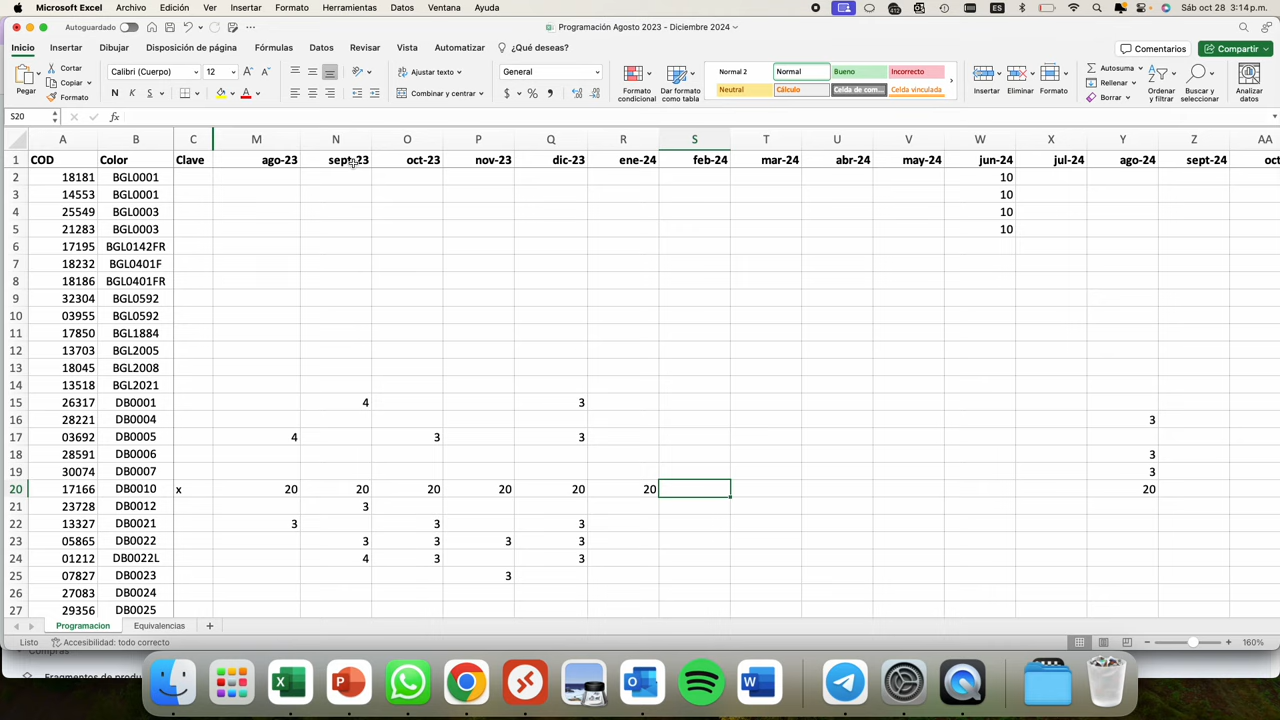 Microsoft Excel Archivo Edición Ver Insertar Formato Herramientas Datos Ventana Ayuda ES Sáb oct 28 3:14 p.m.
Autoguardado Programación Agosto 2023 - Diciembre 2024
Inicio Insertar Dibujar Disposición de página Fórmulas Datos Revisar Vista Automatizar ¿Qué deseas? Comentarios Compartir
Pegar Cortar Copiar Formato Calibri (Cuerpo) 12 N Ajustar texto Combinar y centrar General Formato condicional Dar formato como tabla Normal 2 Normal Bueno Incorrecto Neutral Cálculo Celda de com... Celda vinculada Insertar Eliminar Formato Autosuma Rellenar Borrar Ordenar y filtrar Buscar y seleccionar Analizar datos
S20 fx
A B C M N O P Q R S T U V W X Y Z AA
1 COD Color Clave ago-23 sept-23 oct-23 nov-23 dic-23 ene-24 feb-24 mar-24 abr-24 may-24 jun-24 jul-24 ago-24 sept-24 oct
2 18181 BGL0001 10
3 14553 BGL0001 10
4 25549 BGL0003 10
5 21283 BGL0003 10
6 17195 BGL0142FR
7 18232 BGL0401F
8 18186 BGL0401FR
9 32304 BGL0592
10 03955 BGL0592
11 17850 BGL1884
12 13703 BGL2005
13 18045 BGL2008
14 13518 BGL2021
15 26317 DB0001 4 3
16 28221 DB0004 3
17 03692 DB0005 4 3 3
18 28591 DB0006 3
19 30074 DB0007 3
20 17166 DB0010 x 20 20 20 20 20 20 20
21 23728 DB0012 3
22 13327 DB0021 3 3 3
23 05865 DB0022 3 3 3 3
24 01212 DB0022L 4 3 3
25 07827 DB0023 3
26 27083 DB0024
27 29356 DB0025
Programacion Equivalencias +
Listo Accesibilidad: todo correcto 160%
Fragmentos de produ